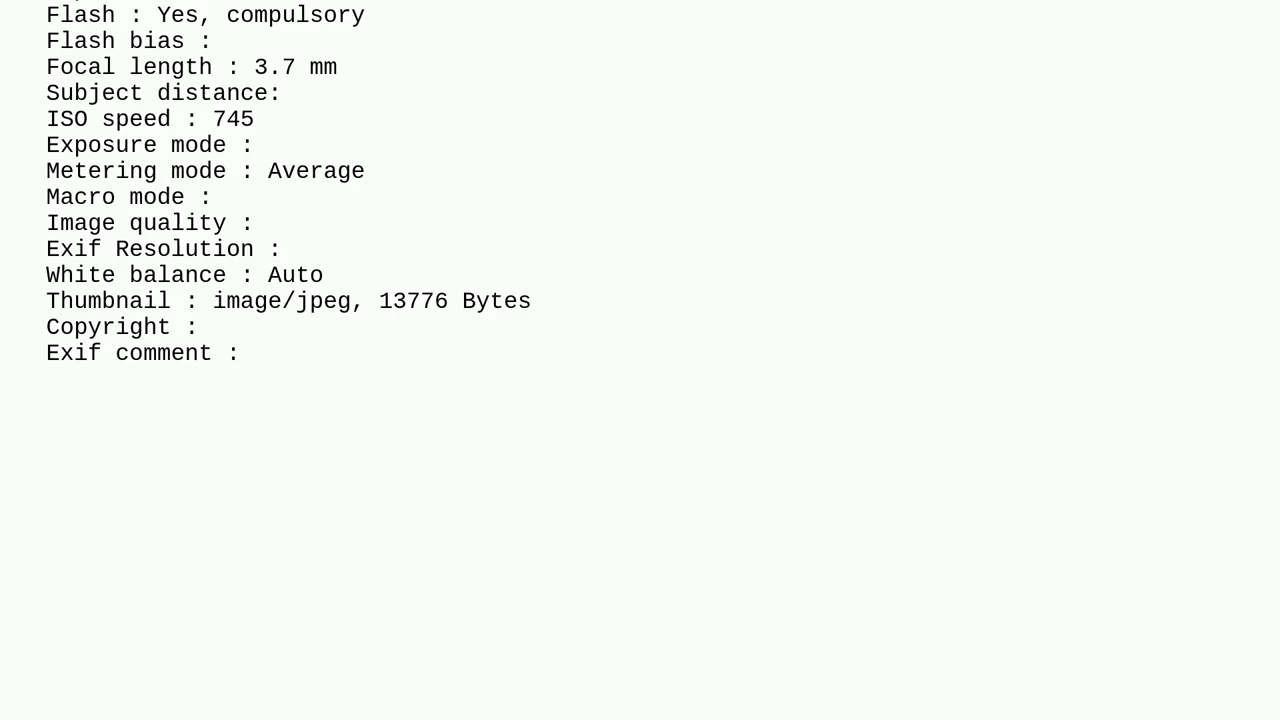 Flash : Yes, compulsory
Flash bias :
Focal length : 3.7 mm
Subject distance:
ISO speed : 745
Exposure mode :
Metering mode : Average
Macro mode :
Image quality :
Exif Resolution :
White balance : Auto
Thumbnail : image/jpeg, 13776 Bytes
Copyright :
Exif comment :